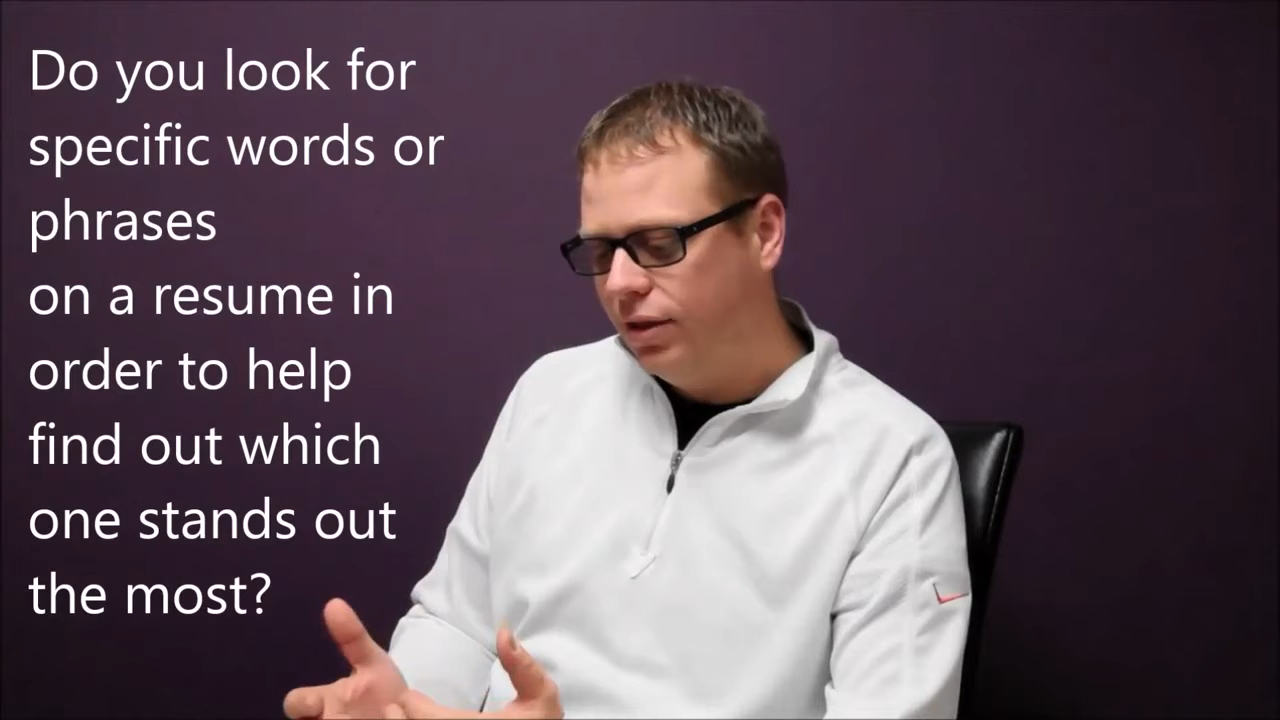 Do you look for
specific words or
phrases
on a resume in
order to help
find out which
one stands out
the most?